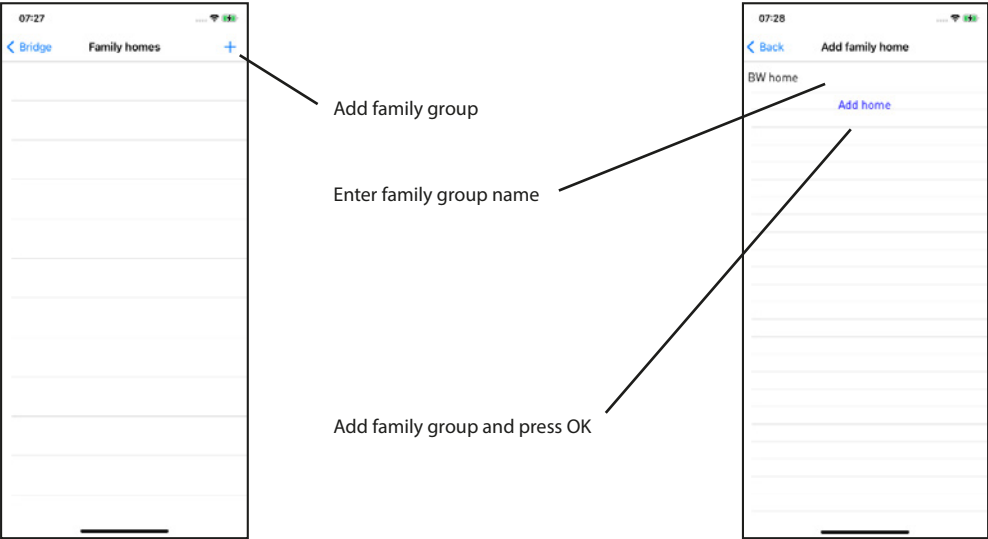 07:27
Bridge Family homes +
Add family group
Enter family group name
Add family group and press OK
07:28
Back Add family home
BW home
Add home